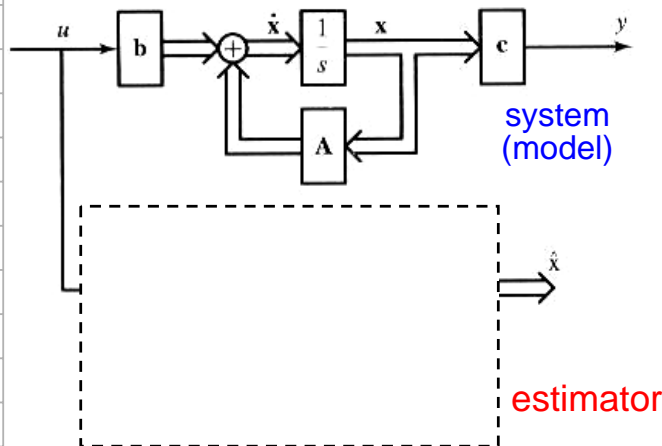 u
b
+
ẋ
1
s
x
c
y
A
system
(model)
x̂
estimator